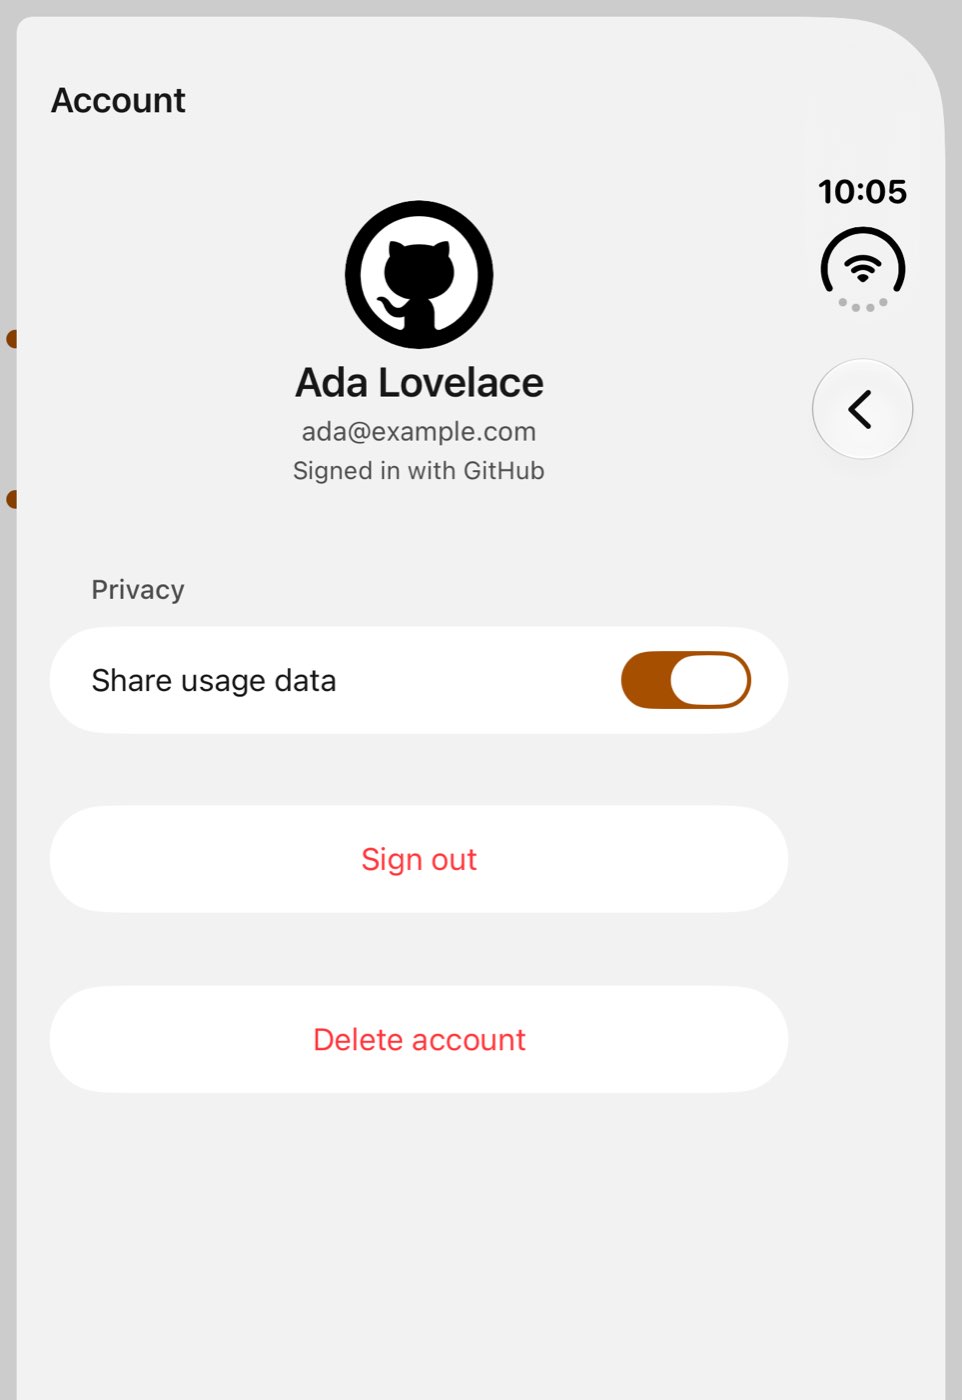 Account
10:05
Ada Lovelace
ada@example.com
Signed in with GitHub
Privacy
Share usage data
Sign out
Delete account